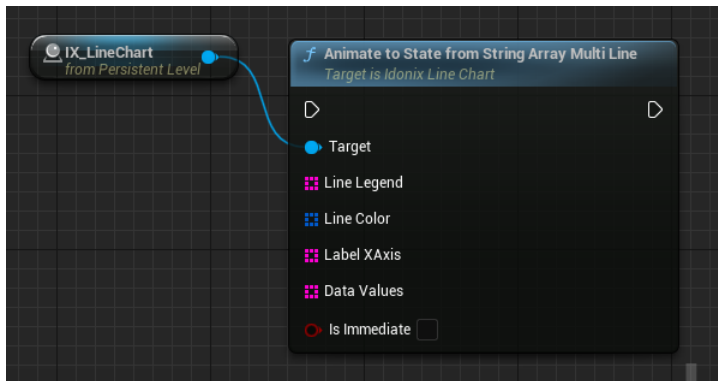 IX_LineChart
from Persistent Level
f Animate to State from String Array Multi Line
Target is Idonix Line Chart
Target
Line Legend
Line Color
Label XAxis
Data Values
Is Immediate